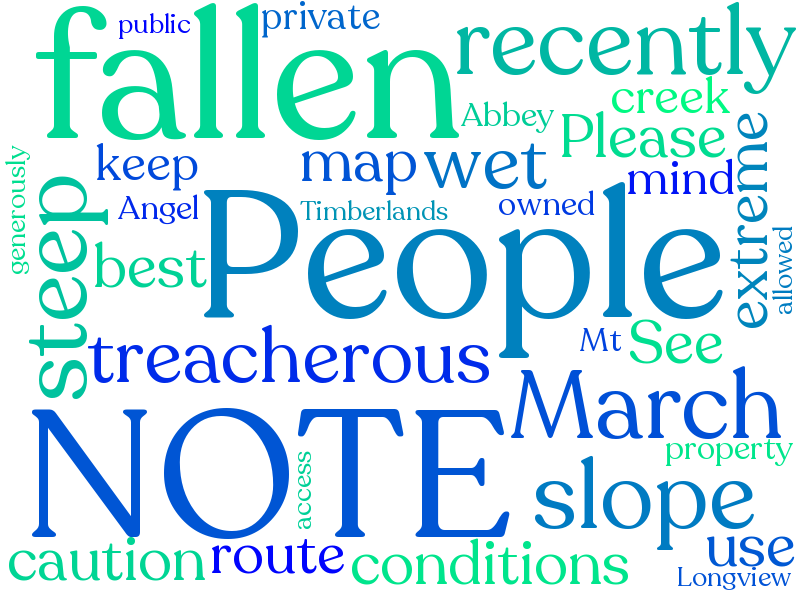 public
private
fallen
recently
creek
Abbey
Please
generously
keep
map
wet
mind
extreme
steep
Angel
Timberlands
owned
People
best
allowed
treacherous
Mt
See
March
NOTE
property
access
slope
caution
route
conditions
use
Longview